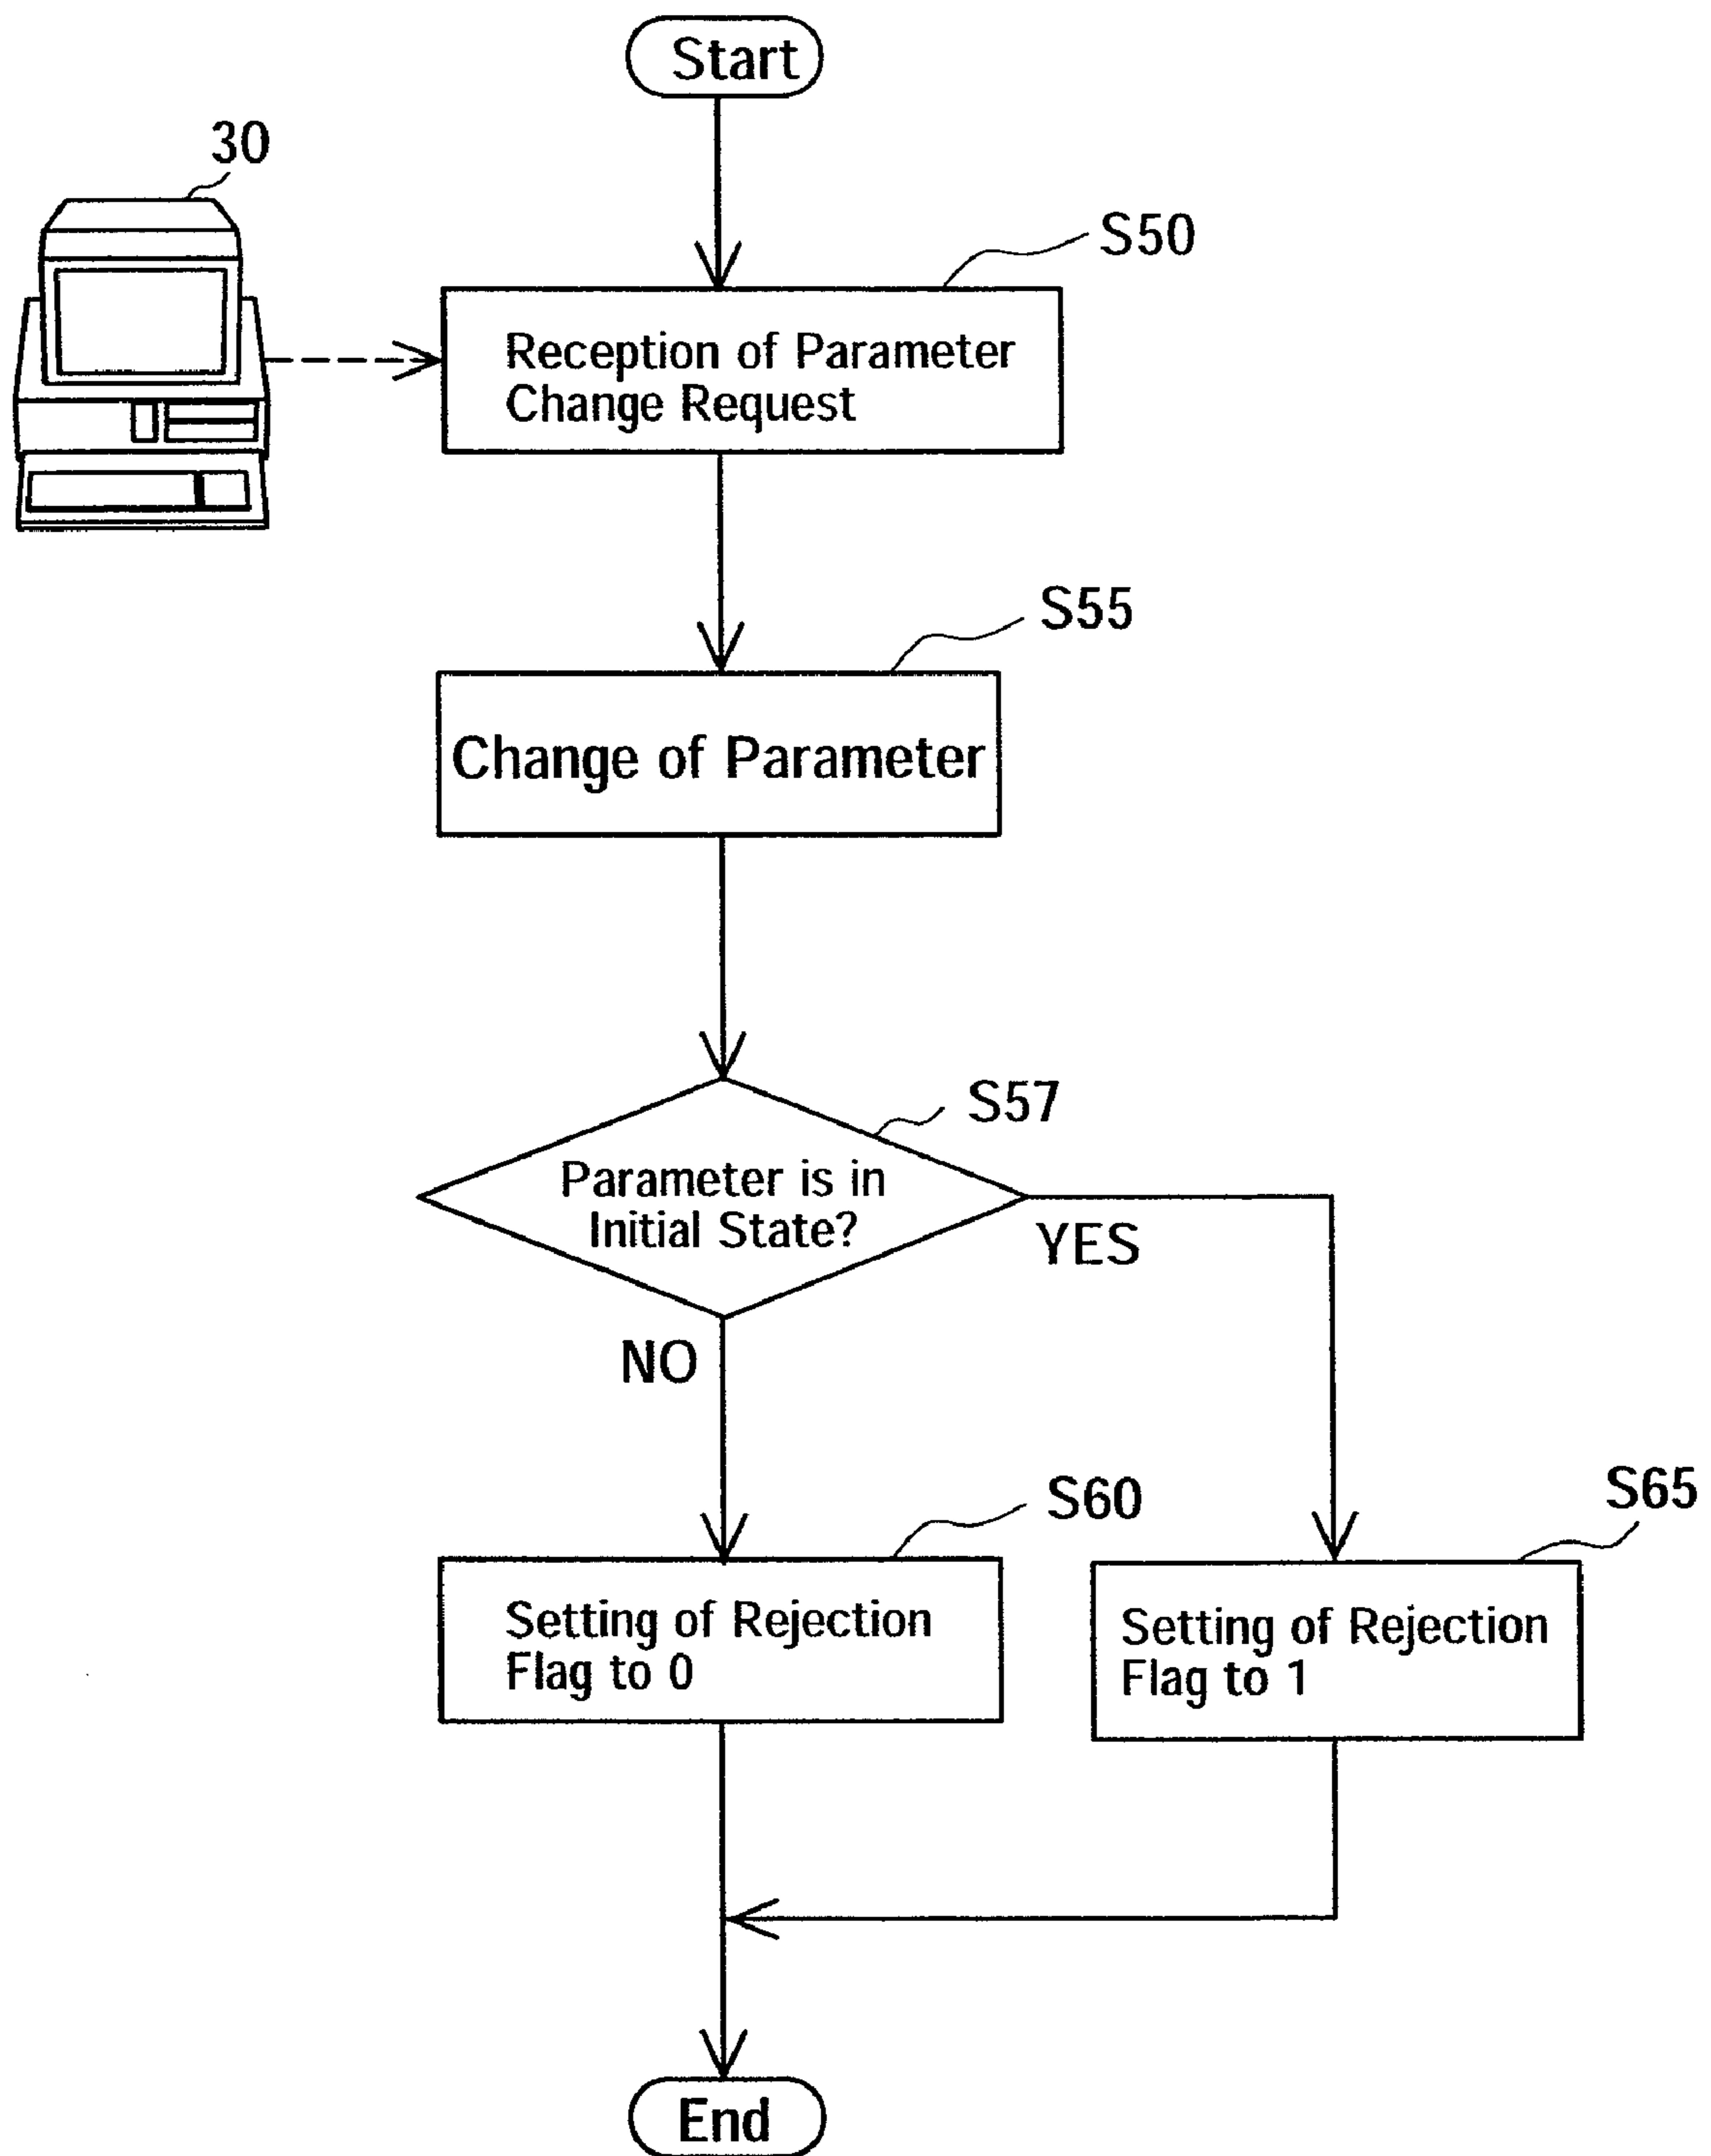 Start
30
S50
Reception of Parameter
Change Request
S55
Change of Parameter
S57
Parameter is in
Initial State?
YES
NO
S60
S65
Setting of Rejection
Flag to 0
Setting of Rejection
Flag to 1
End